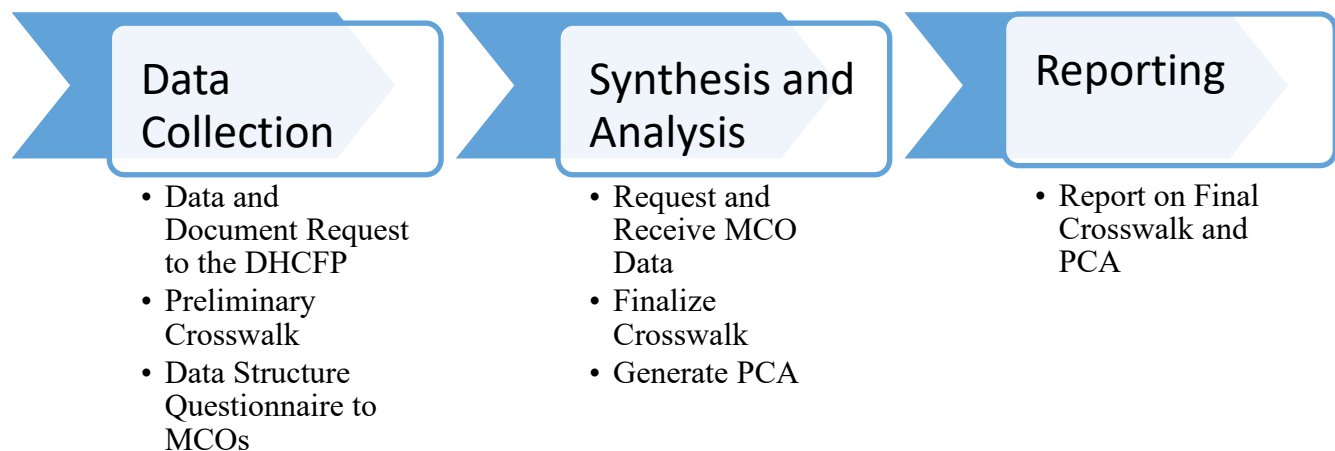 Data
Collection
• Data and
Document Request
to the DHCFP
• Preliminary
Crosswalk
• Data Structure
Questionnaire to
MCOs
Synthesis and
Analysis
• Request and
Receive MCO
Data
• Finalize
Crosswalk
• Generate PCA
Reporting
• Report on Final
Crosswalk and
PCA